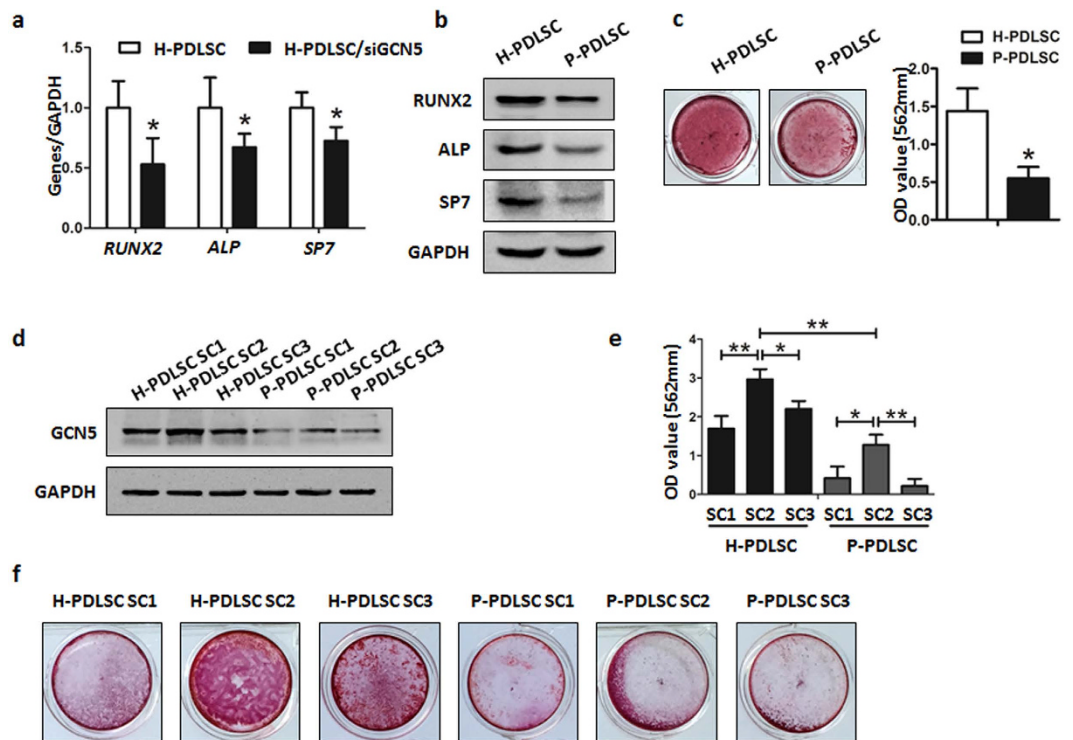 a
H-PDLSC H-PDLSC/siGCN5
Genes/GAPDH
1.5
1.0
0.5
0.0
* * *
RUNX2 ALP SP7
b
H-PDLSC P-PDLSC
RUNX2
ALP
SP7
GAPDH
c
H-PDLSC P-PDLSC
H-PDLSC
P-PDLSC
OD value (562mm)
2.0
1.5
1.0
0.5
0.0
*
d
H-PDLSC SC1 H-PDLSC SC2 H-PDLSC SC3 P-PDLSC SC1 P-PDLSC SC2 P-PDLSC SC3
GCN5
GAPDH
e
OD value (562mm)
4
3
2
1
0
**
** *
* **
SC1 SC2 SC3 SC1 SC2 SC3
H-PDLSC P-PDLSC
f
H-PDLSC SC1 H-PDLSC SC2 H-PDLSC SC3 P-PDLSC SC1 P-PDLSC SC2 P-PDLSC SC3